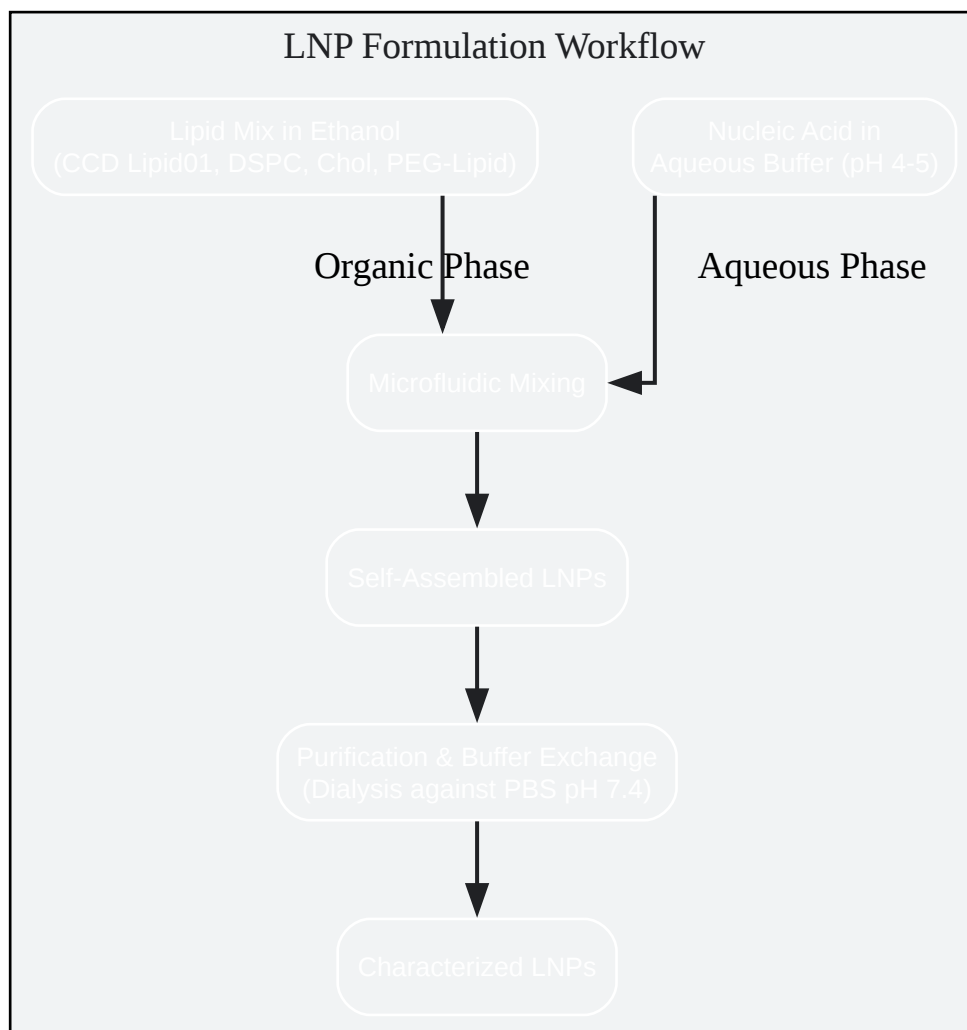 LNP Formulation Workflow
Lipid Mix in Ethanol
(CCD Lipid01, DSPC, Chol, PEG-Lipid)
Nucleic Acid in
Aqueous Buffer (pH 4-5)
Organic Phase
Aqueous Phase
Microfluidic Mixing
Self-Assembled LNPs
Purification & Buffer Exchange
(Dialysis against PBS pH 7.4)
Characterized LNPs